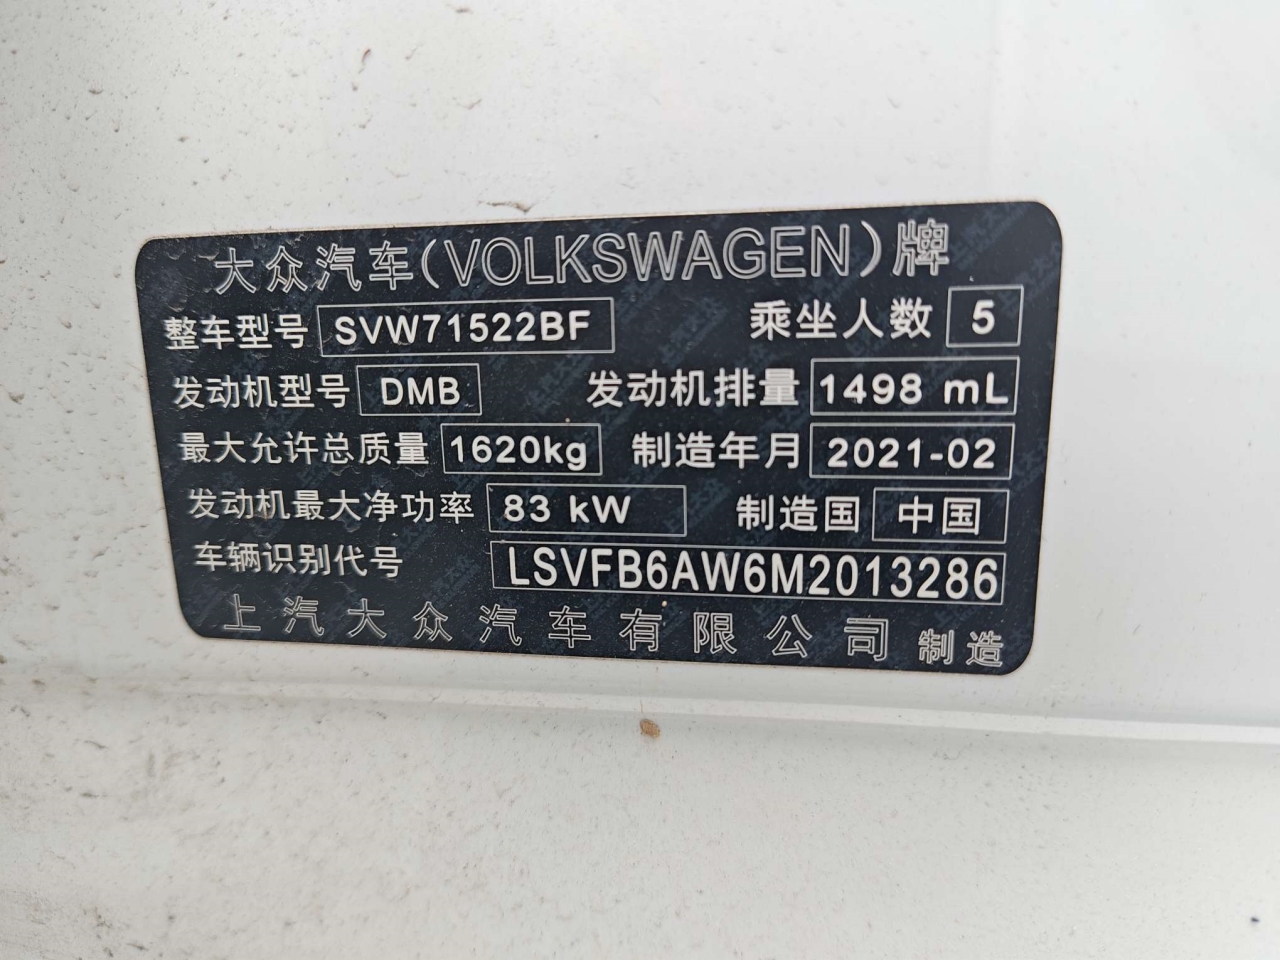 大众汽车(VOLKSWAGEN)牌
整车型号 SVW71522BF 乘坐人数 5
发动机型号 DMB 发动机排量 1498 mL
最大允许总质量 1620kg 制造年月 2021-02
发动机最大净功率 83 kW 制造国 中国
车辆识别代号 LSVFB6AW6M2013286
上汽大众汽车有限公司 制造